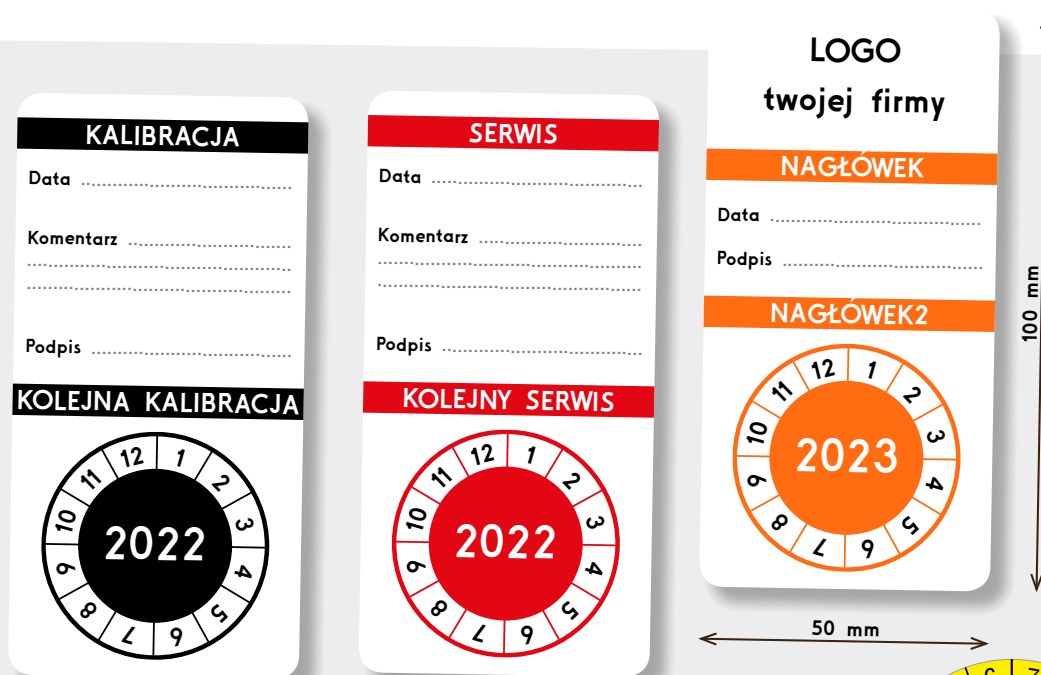 KALIBRACJA
Data
Komentarz
Podpis
KOLEJNA KALIBRACJA
12 1 2 3 4 5 6 7 8 9 10 11
2022
SERWIS
Data
Komentarz
Podpis
KOLEJNY SERWIS
12 1 2 3 4 5 6 7 8 9 10 11
2022
LOGO
twojej firmy
NAGŁÓWEK
Data
Podpis
NAGŁÓWEK2
12 1 2 3 4 5 6 7 8 9 10 11
2023
100 mm
50 mm